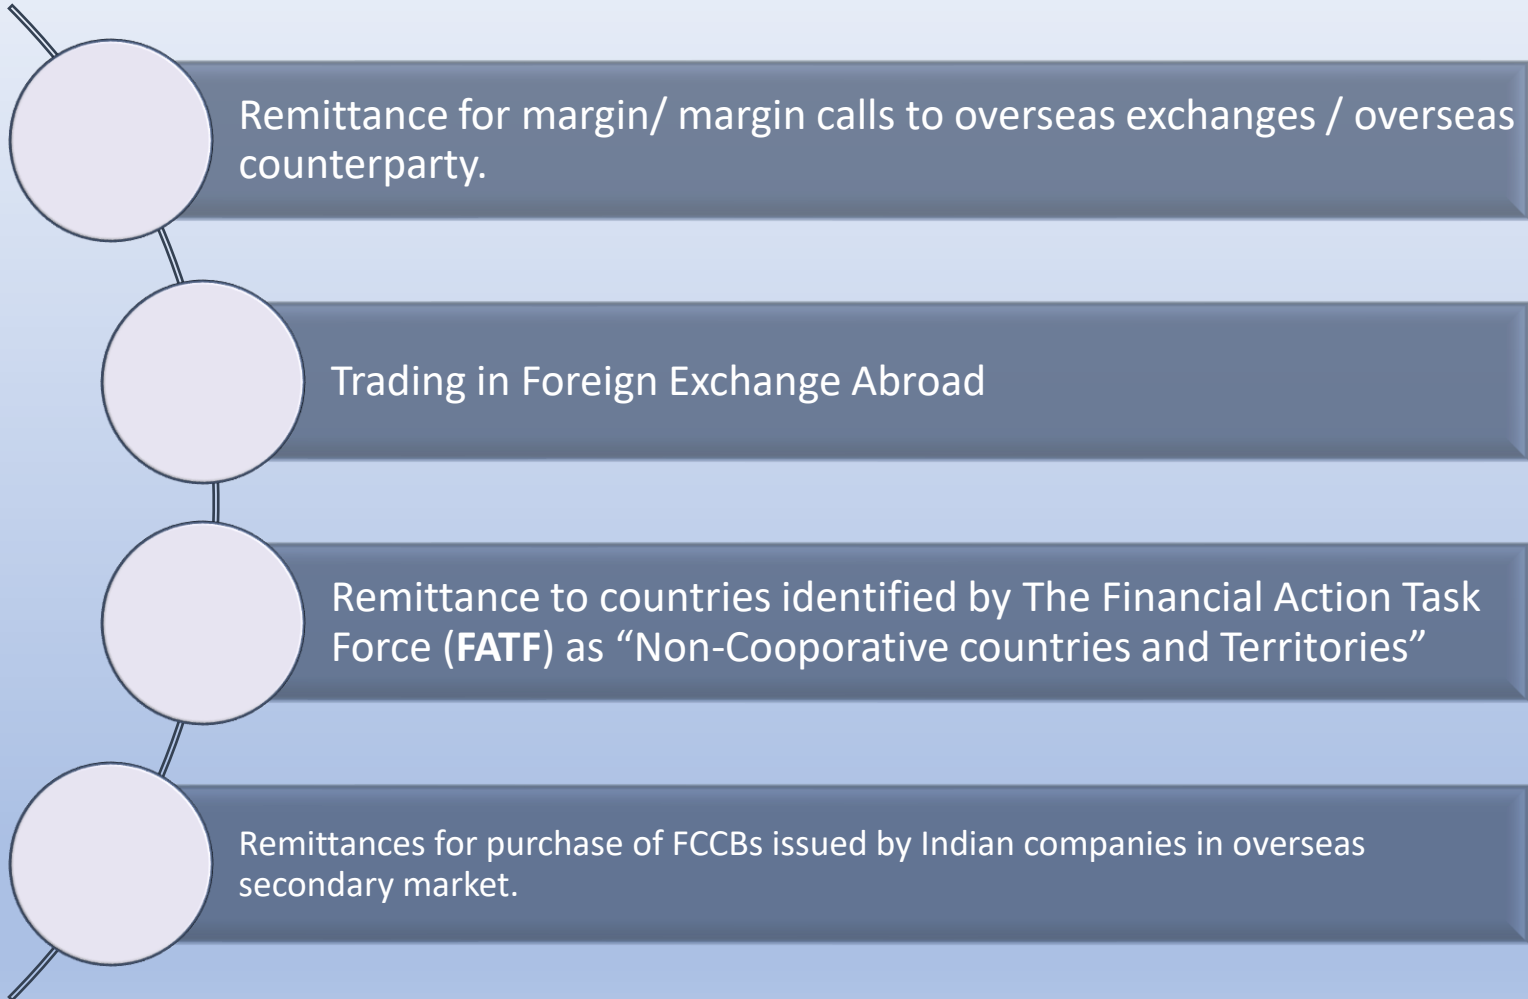 Remittance for margin/ margin calls to overseas exchanges / overseas
counterparty.
Trading in Foreign Exchange Abroad
Remittance to countries identified by The Financial Action Task
Force (FATF) as “Non-Cooporative countries and Territories”
Remittances for purchase of FCCBs issued by Indian companies in overseas
secondary market.